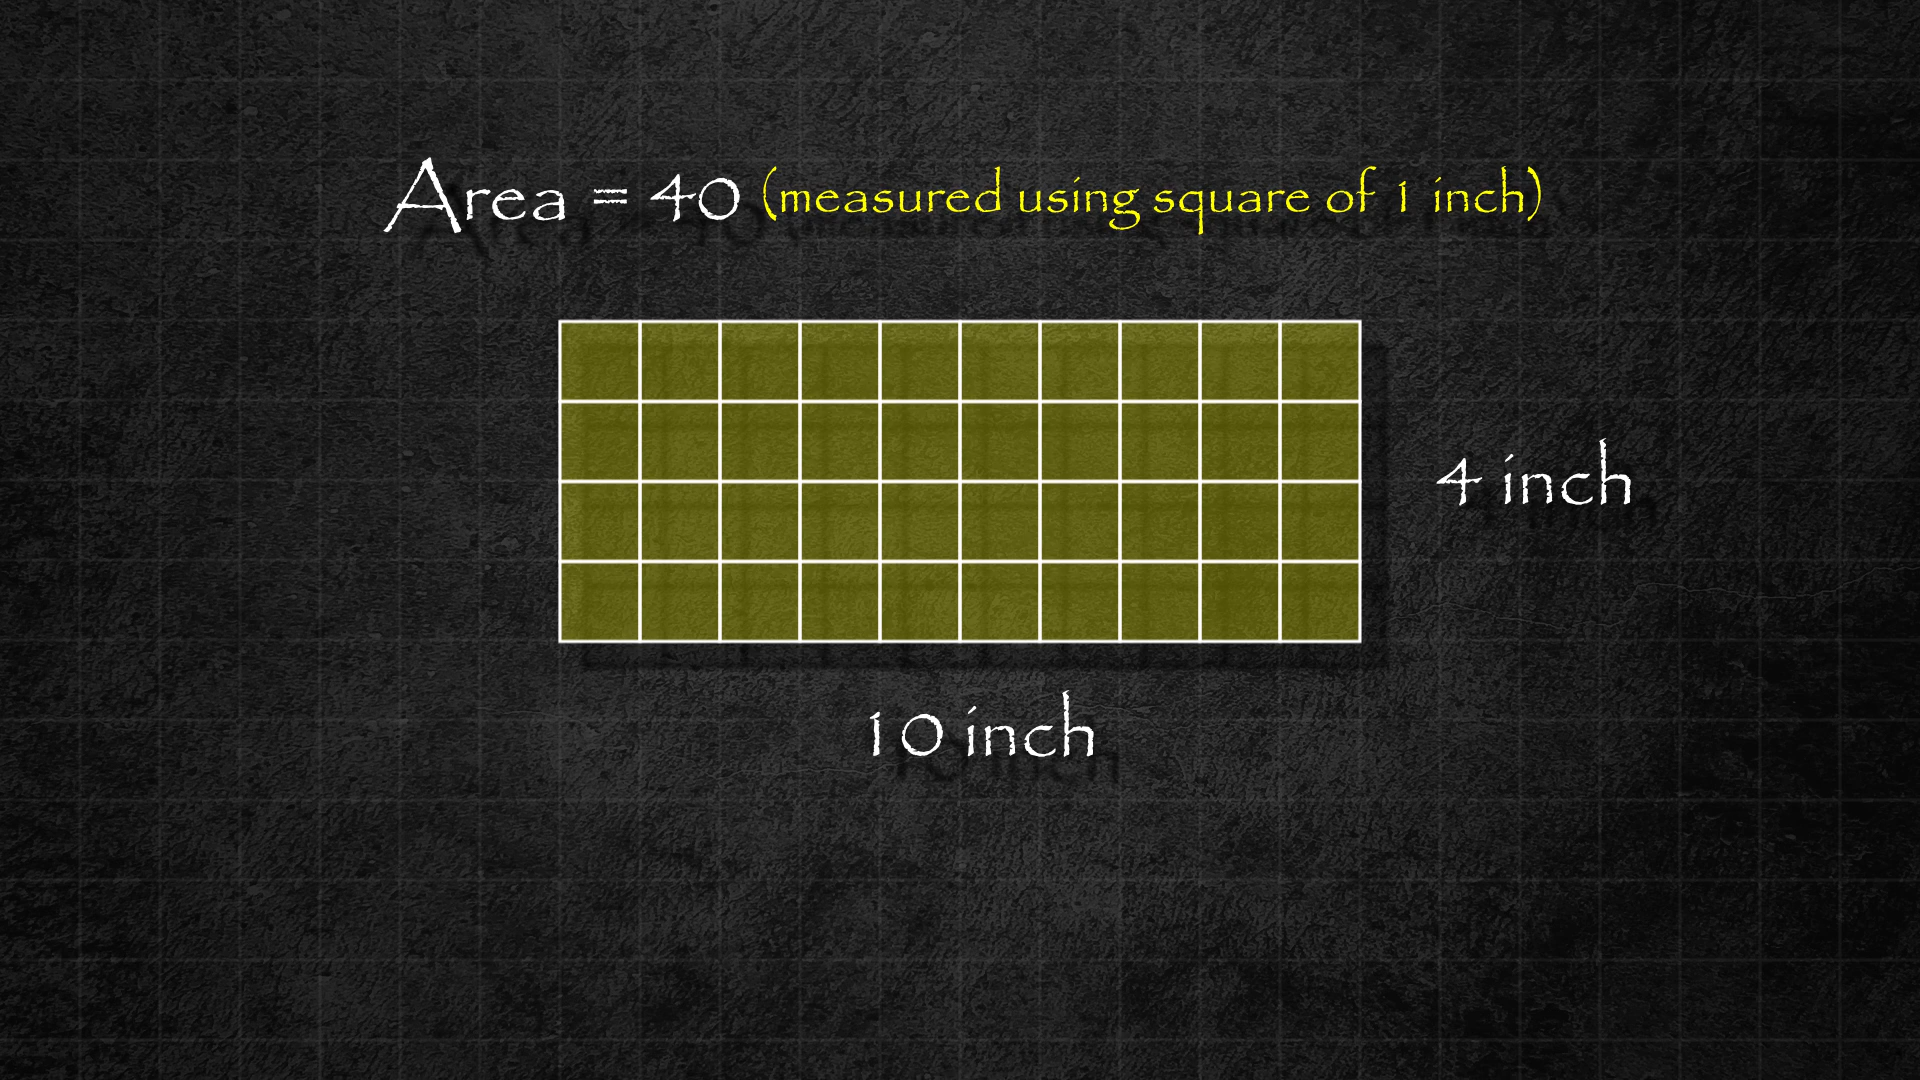 Area = 40 (measured using square of 1 inch)
4 inch
10 inch